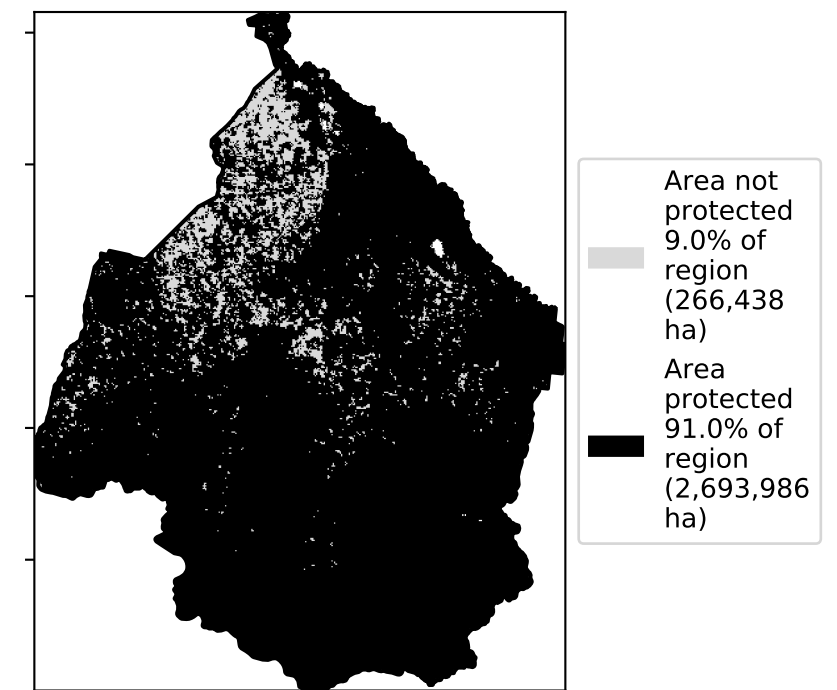 Area not
protected
9.0% of
region
(266,438
ha)
Area
protected
91.0% of
region
(2,693,986
ha)